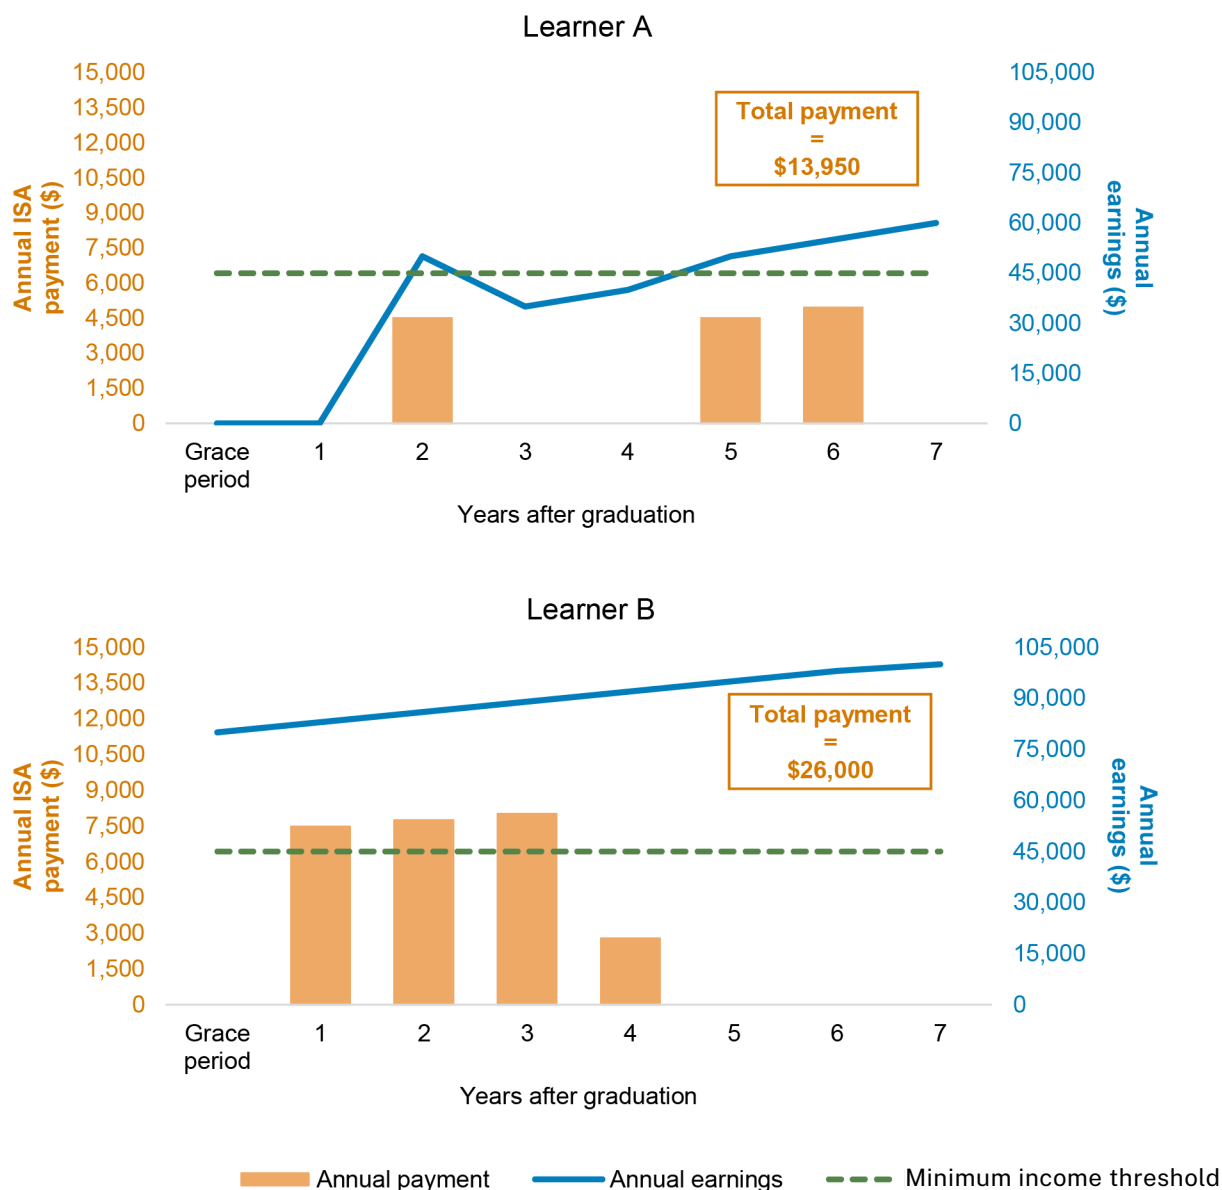 Learner A
15,000
13,500
12,000
10,500
9,000
7,500
6,000
4,500
3,000
1,500
0
Annual ISA
payment ($)
105,000
90,000
75,000
60,000
45,000
30,000
15,000
0
Annual
earnings ($)
Total payment
=
$13,950
Grace
period
1
2
3
4
5
6
7
Years after graduation
Learner B
15,000
13,500
12,000
10,500
9,000
7,500
6,000
4,500
3,000
1,500
0
Annual ISA
payment ($)
105,000
90,000
75,000
60,000
45,000
30,000
15,000
0
Annual
earnings ($)
Total payment
=
$26,000
Grace
period
1
2
3
4
5
6
7
Years after graduation
Annual payment
Annual earnings
Minimum income threshold